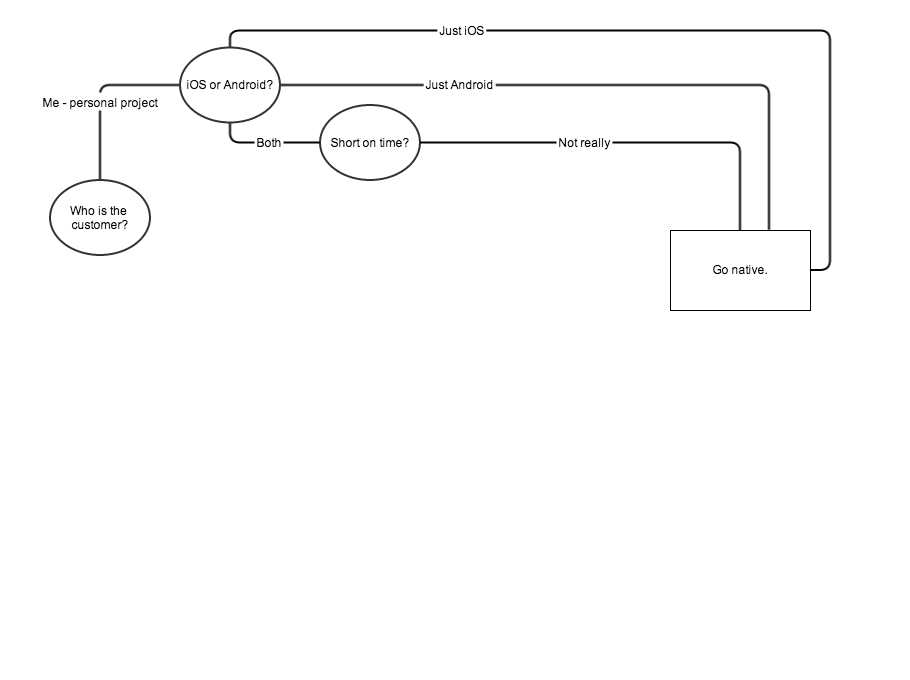 Just iOS
iOS or Android?
Just Android
Me - personal project
Both
Short on time?
Not really
Who is the
customer?
Go native.